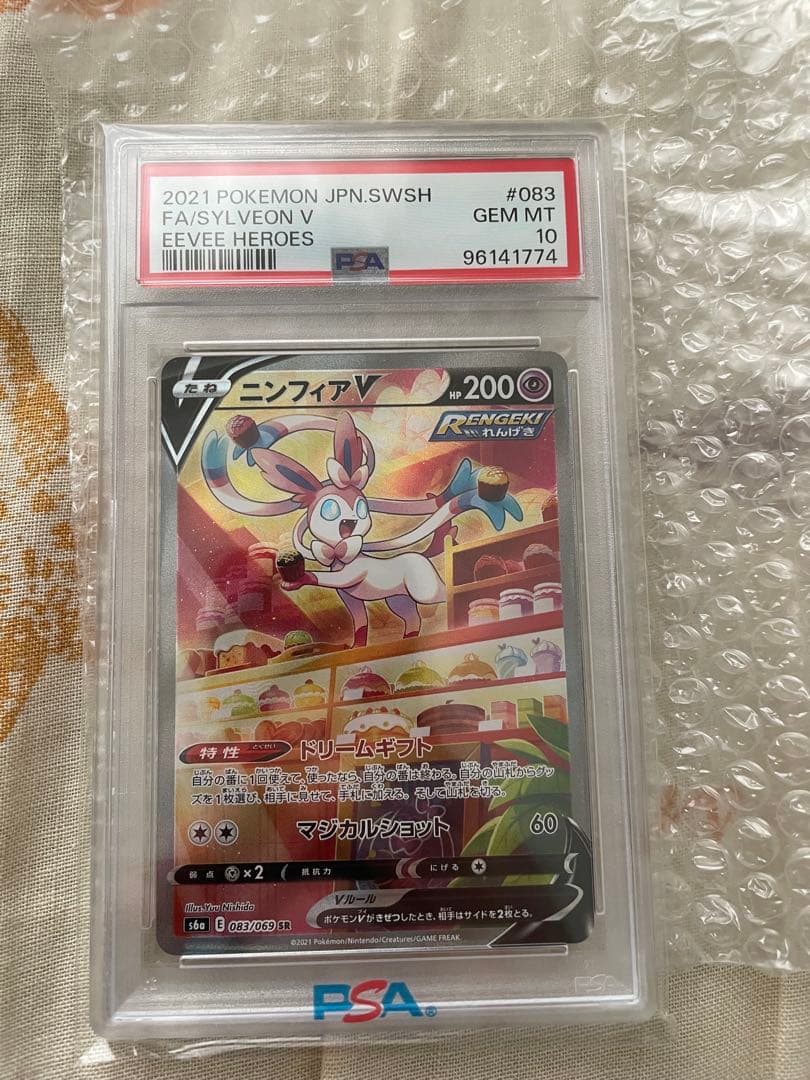 2021 POKEMON JPN.SWSH #083
FA/SYLVEON V GEM MT
EEVEE HEROES 10
96141774
PSA
たね ニンフィアV HP 200
RENGEKI
れんげき
特性 とくせい ドリームギフト
自分の番に1回使えて、使ったなら、自分の番は終わる。自分の山札からグッ
ズを1枚選び、相手に見せて、手札に加える。そして山札を切る。
マジカルショット 60
弱点 ×2 抵抗力 にげる
Vルール
ポケモンVがきぜつしたとき、相手はサイドを2枚とる。
Illus. Yuu Nishida
s6a E 083/069 SR
©2021 Pokémon/Nintendo/Creatures/GAME FREAK
PSA
PSA®